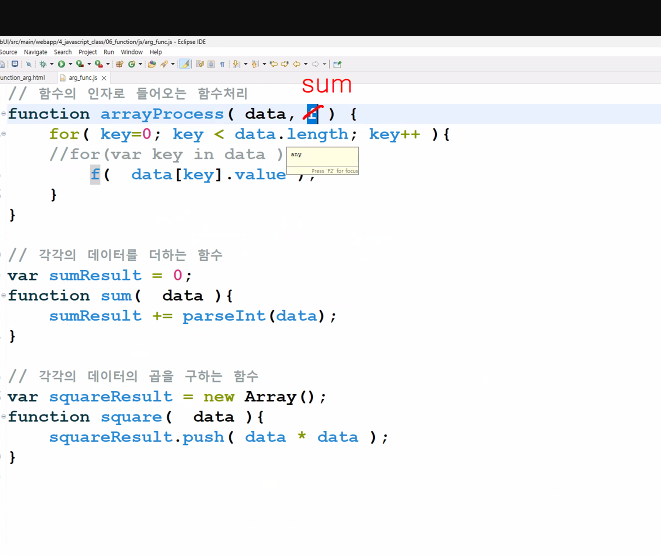 bUI/src/main/webapp/4_javascript_class/06_function/js/arg_func.js - Eclipse IDE
Source Navigate Search Project Run Window Help
unction_arg.html arg_func.js
sum
// 함수의 인자로 들어오는 함수처리
function arrayProcess( data, f ) {
for( key=0; key < data.length; key++ ){
//for(var key in data )
any
Press 'F2' for focus
f( data[key].value );
}
}
// 각각의 데이터를 더하는 함수
var sumResult = 0;
function sum( data ){
sumResult += parseInt(data);
}
// 각각의 데이터의 곱을 구하는 함수
var squareResult = new Array();
function square( data ){
squareResult.push( data * data );
}